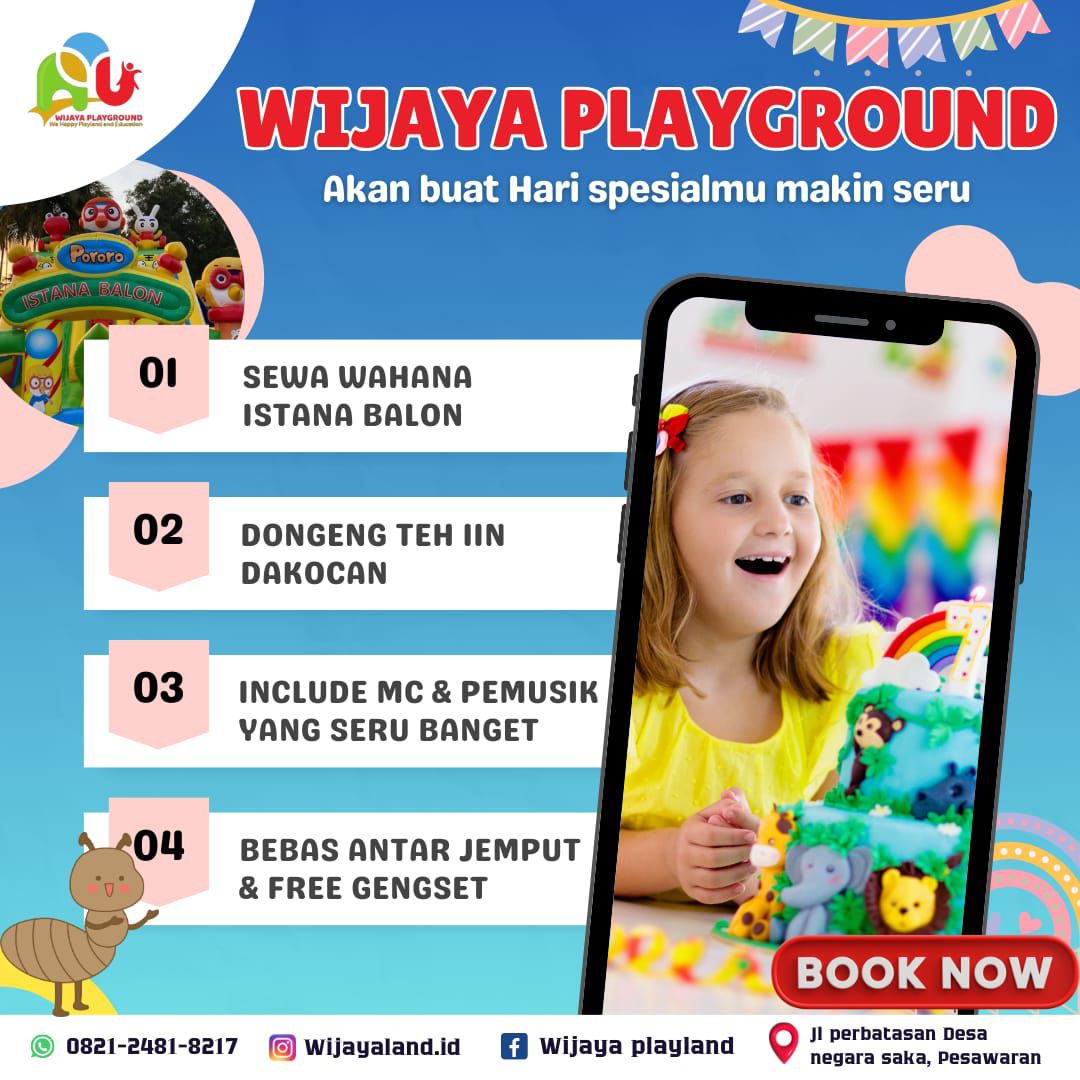 WIJAYA PLAYGROUND
We Happy Playland and Education
WIJAYA PLAYGROUND
Akan buat Hari spesialmu makin seru
Pororo
ISTANA BALON
01
SEWA WAHANA
ISTANA BALON
02
DONGENG TEH IIN
DAKOCAN
03
INCLUDE MC & PEMUSIK
YANG SERU BANGET
04
BEBAS ANTAR JEMPUT
& FREE GENGSET
7
BOOK NOW
0821-2481-8217
Wijayaland.id
Wijaya playland
Jl perbatasan Desa
negara saka, Pesawaran